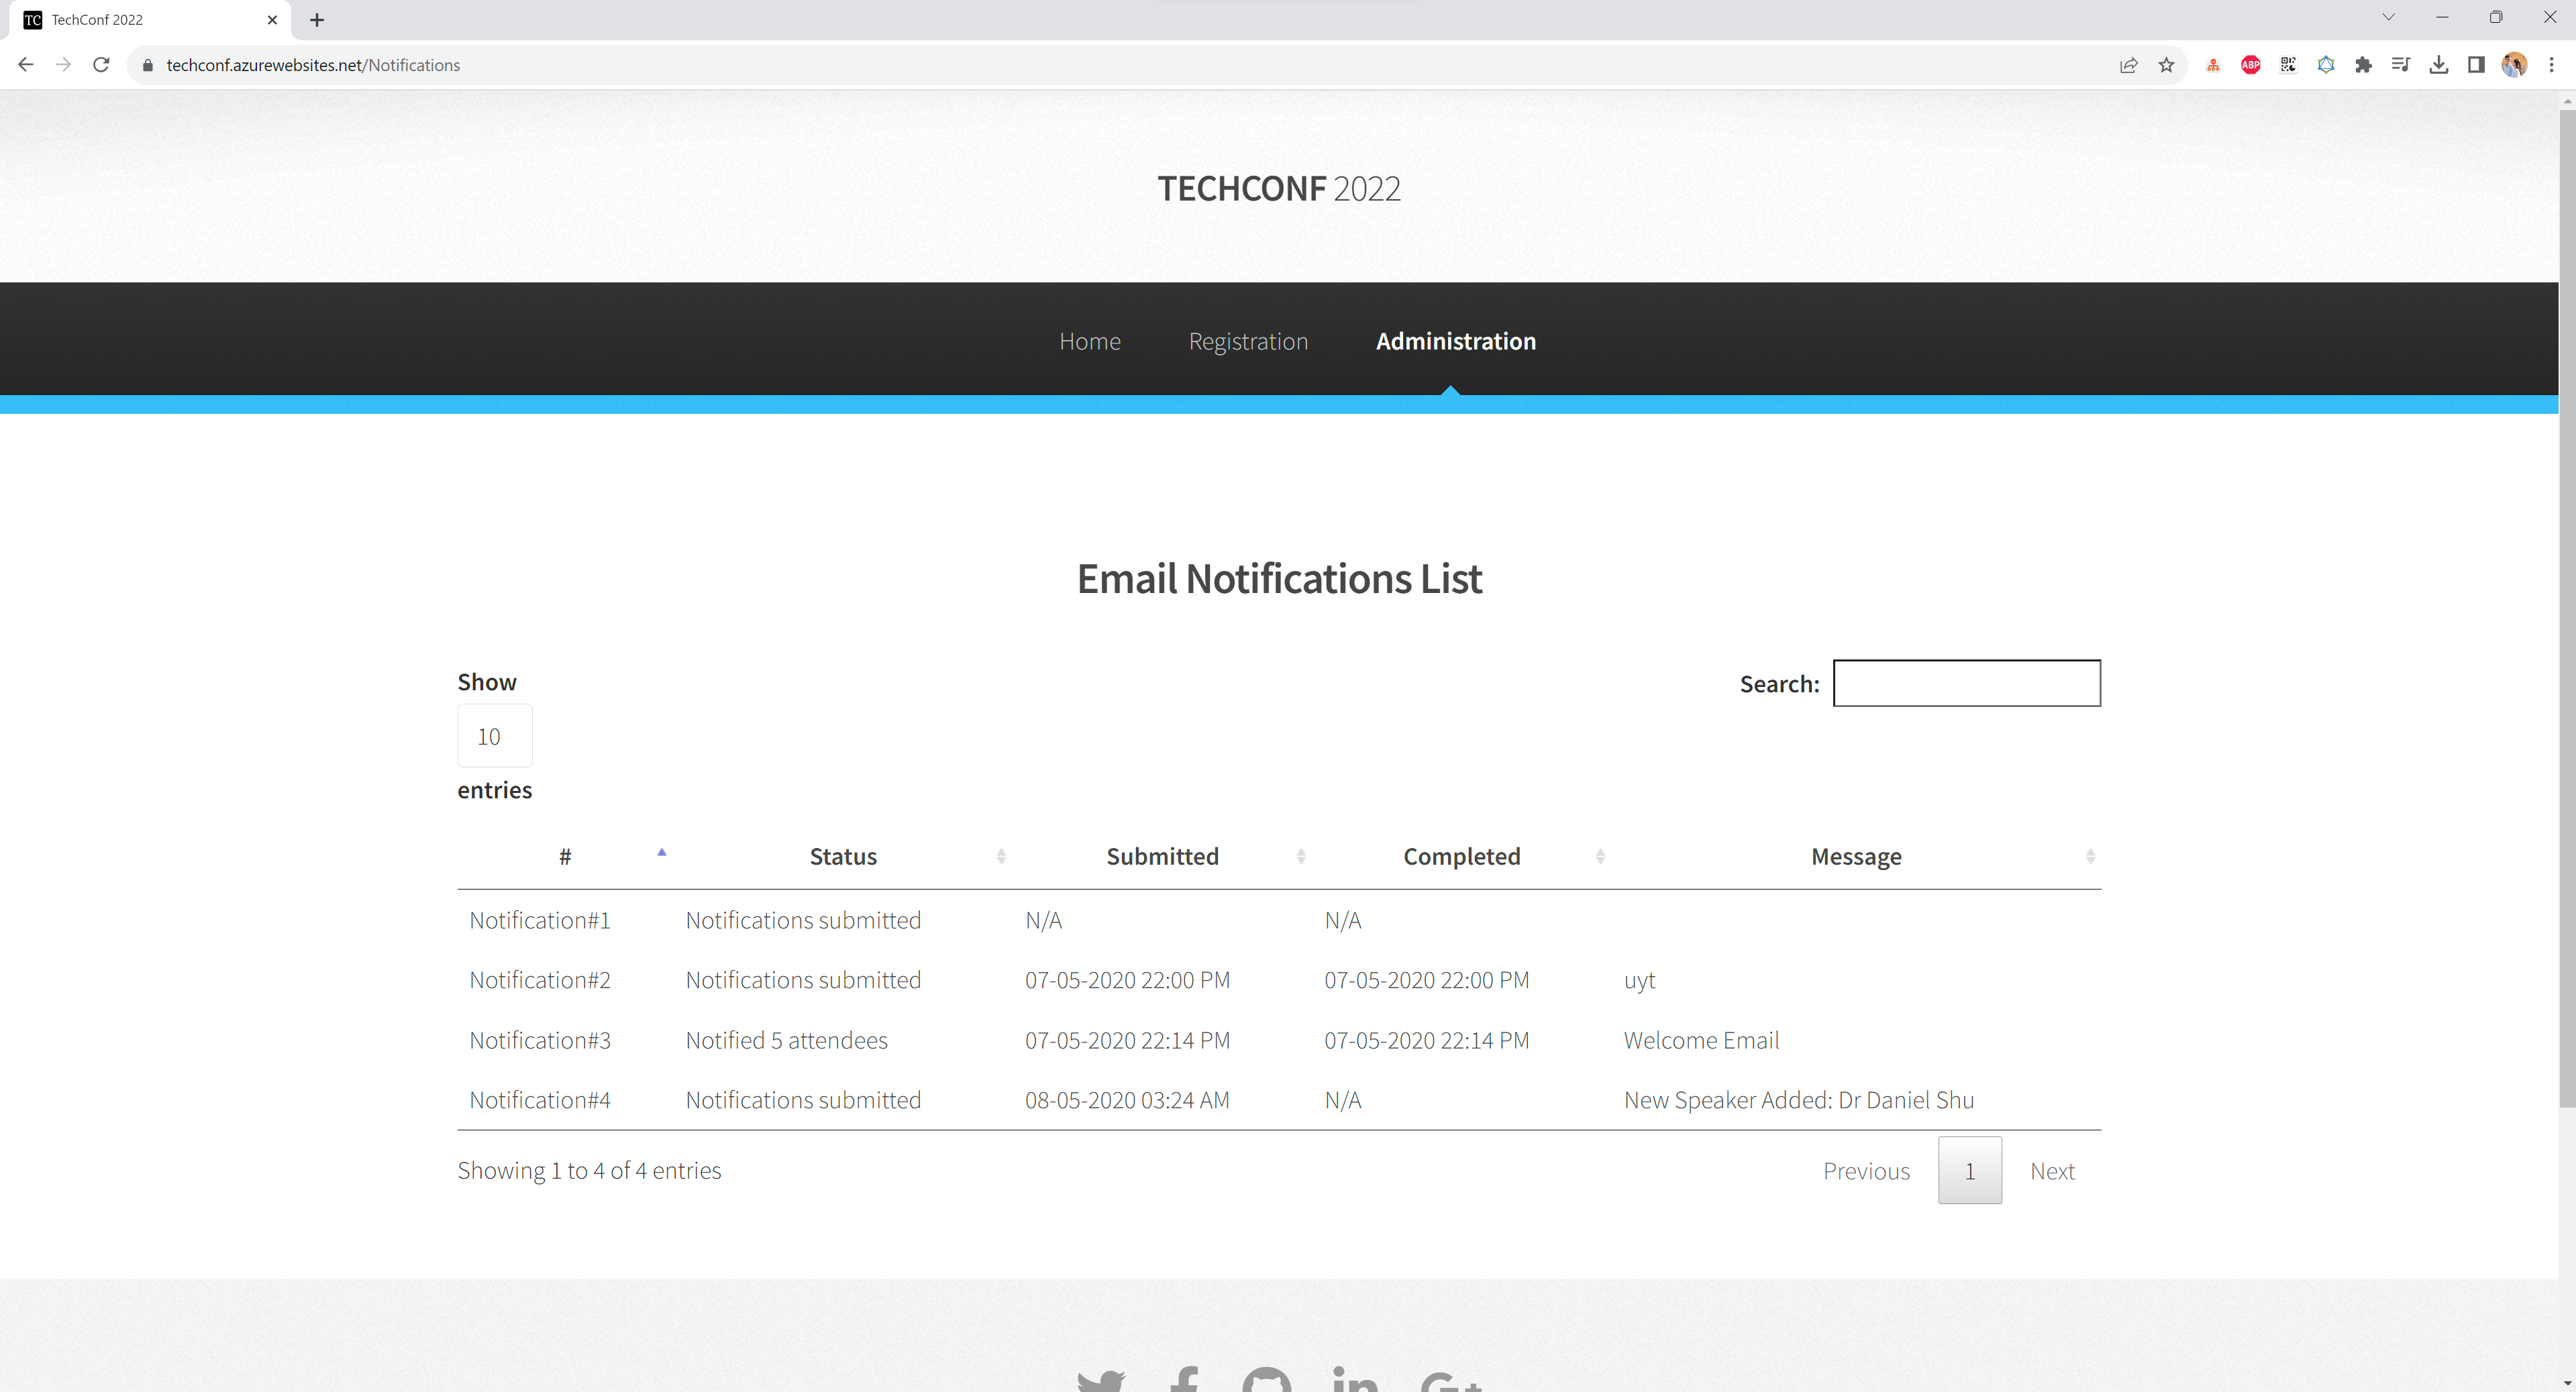 TC TechConf 2022
techconf.azurewebsites.net/Notifications
ABP
TECHCONF 2022
Home Registration Administration
Email Notifications List
Show
Search:
10
entries
# Status Submitted Completed Message
Notification#1 Notifications submitted N/A N/A
Notification#2 Notifications submitted 07-05-2020 22:00 PM 07-05-2020 22:00 PM uyt
Notification#3 Notified 5 attendees 07-05-2020 22:14 PM 07-05-2020 22:14 PM Welcome Email
Notification#4 Notifications submitted 08-05-2020 03:24 AM N/A New Speaker Added: Dr Daniel Shu
Showing 1 to 4 of 4 entries Previous 1 Next